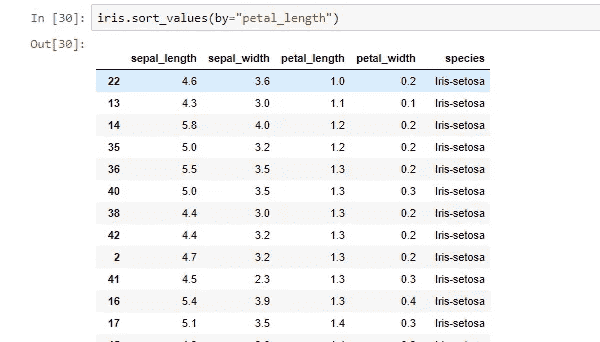 In [30]: iris.sort_values(by="petal_length")
Out[30]:
sepal_length sepal_width petal_length petal_width species
22 4.6 3.6 1.0 0.2 Iris-setosa
13 4.3 3.0 1.1 0.1 Iris-setosa
14 5.8 4.0 1.2 0.2 Iris-setosa
35 5.0 3.2 1.2 0.2 Iris-setosa
36 5.5 3.5 1.3 0.2 Iris-setosa
40 5.0 3.5 1.3 0.3 Iris-setosa
38 4.4 3.0 1.3 0.2 Iris-setosa
42 4.4 3.2 1.3 0.2 Iris-setosa
2 4.7 3.2 1.3 0.2 Iris-setosa
41 4.5 2.3 1.3 0.3 Iris-setosa
16 5.4 3.9 1.3 0.4 Iris-setosa
17 5.1 3.5 1.4 0.3 Iris-setosa